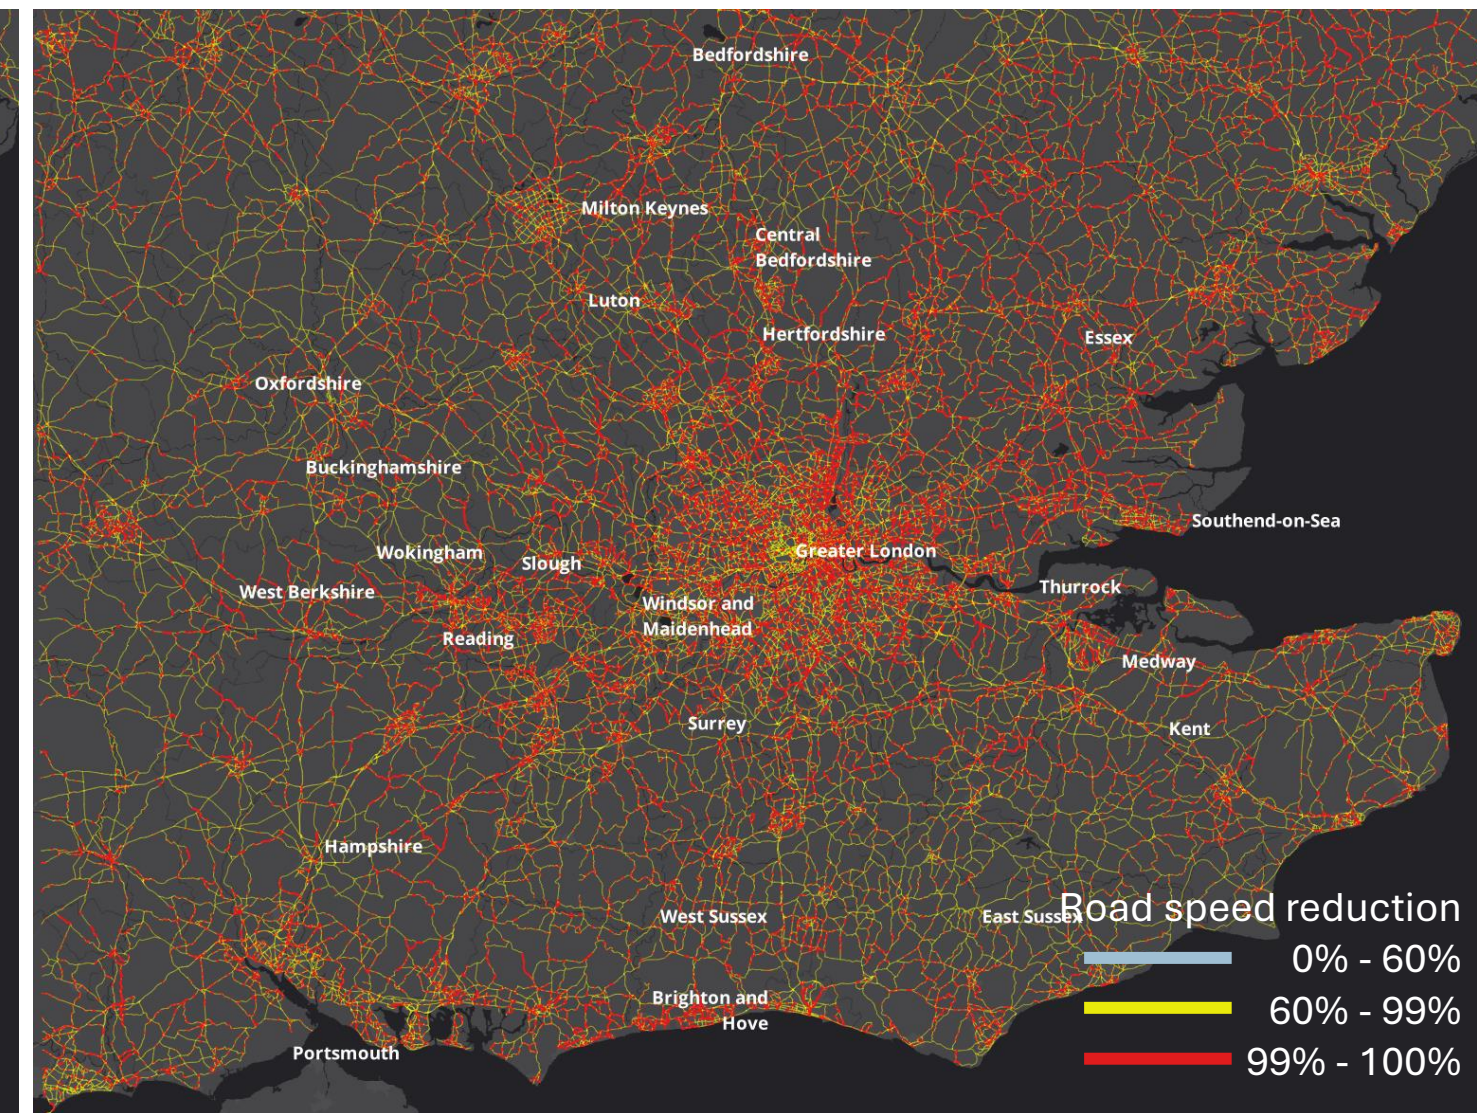 Bedfordshire
Milton Keynes
Central
Bedfordshire
Luton
Hertfordshire
Essex
Oxfordshire
Buckinghamshire
Southend-on-Sea
Wokingham
Slough
Greater London
West Berkshire
Thurrock
Windsor and
Maidenhead
Reading
Medway
Surrey
Kent
Hampshire
West Sussex
East Sussex
Road speed reduction
0% - 60%
60% - 99%
99% - 100%
Brighton and
Hove
Portsmouth